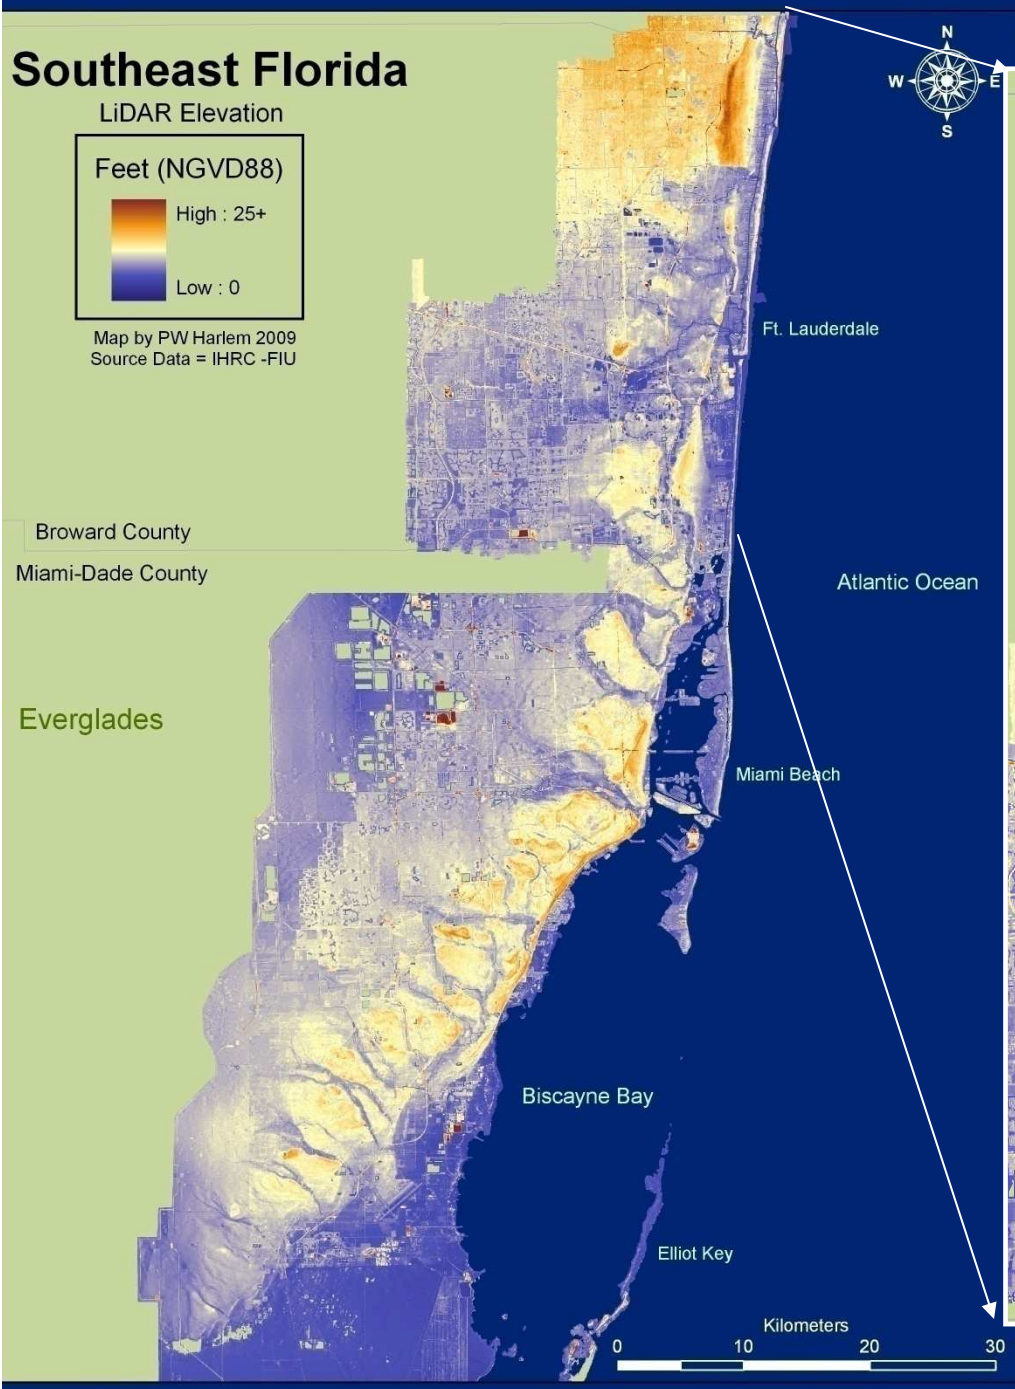 Southeast Florida
LiDAR Elevation
Feet (NGVD88)
High : 25+
Low : 0
Map by PW Harlem 2009
Source Data = IHRC -FIU
N
W
E
S
Ft. Lauderdale
Broward County
Miami-Dade County
Atlantic Ocean
Everglades
Miami Beach
Biscayne Bay
Elliot Key
Kilometers
0 10 20 30